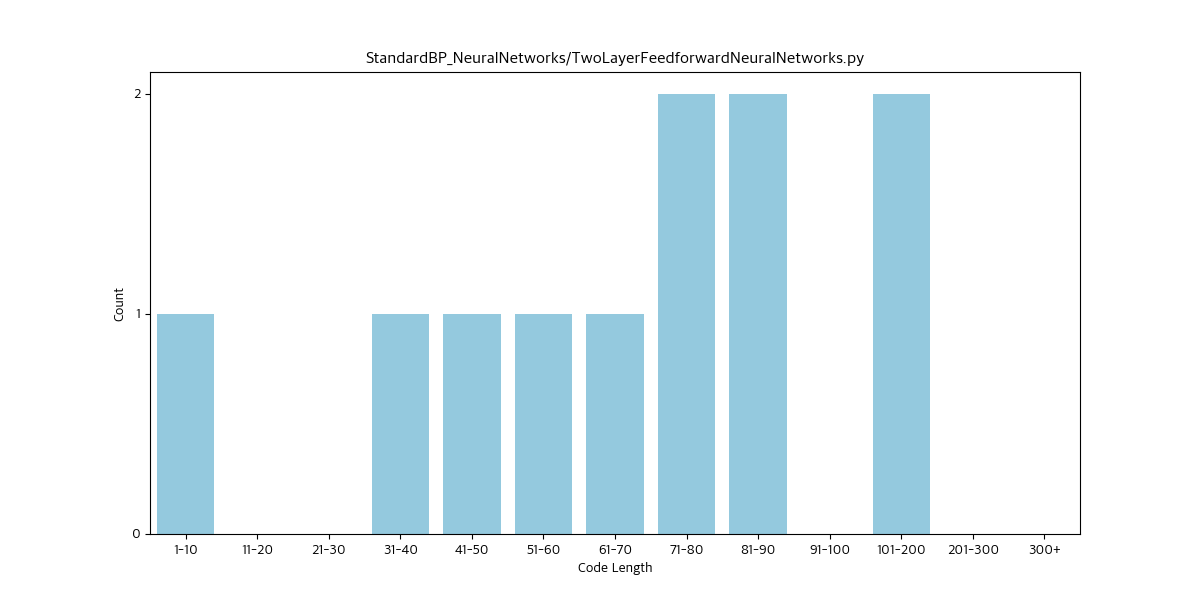 StandardBP_NeuralNetworks/TwoLayerFeedforwardNeuralNetworks.py
2
1
0
Count
1-10 11-20 21-30 31-40 41-50 51-60 61-70 71-80 81-90 91-100 101-200 201-300 300+
Code Length